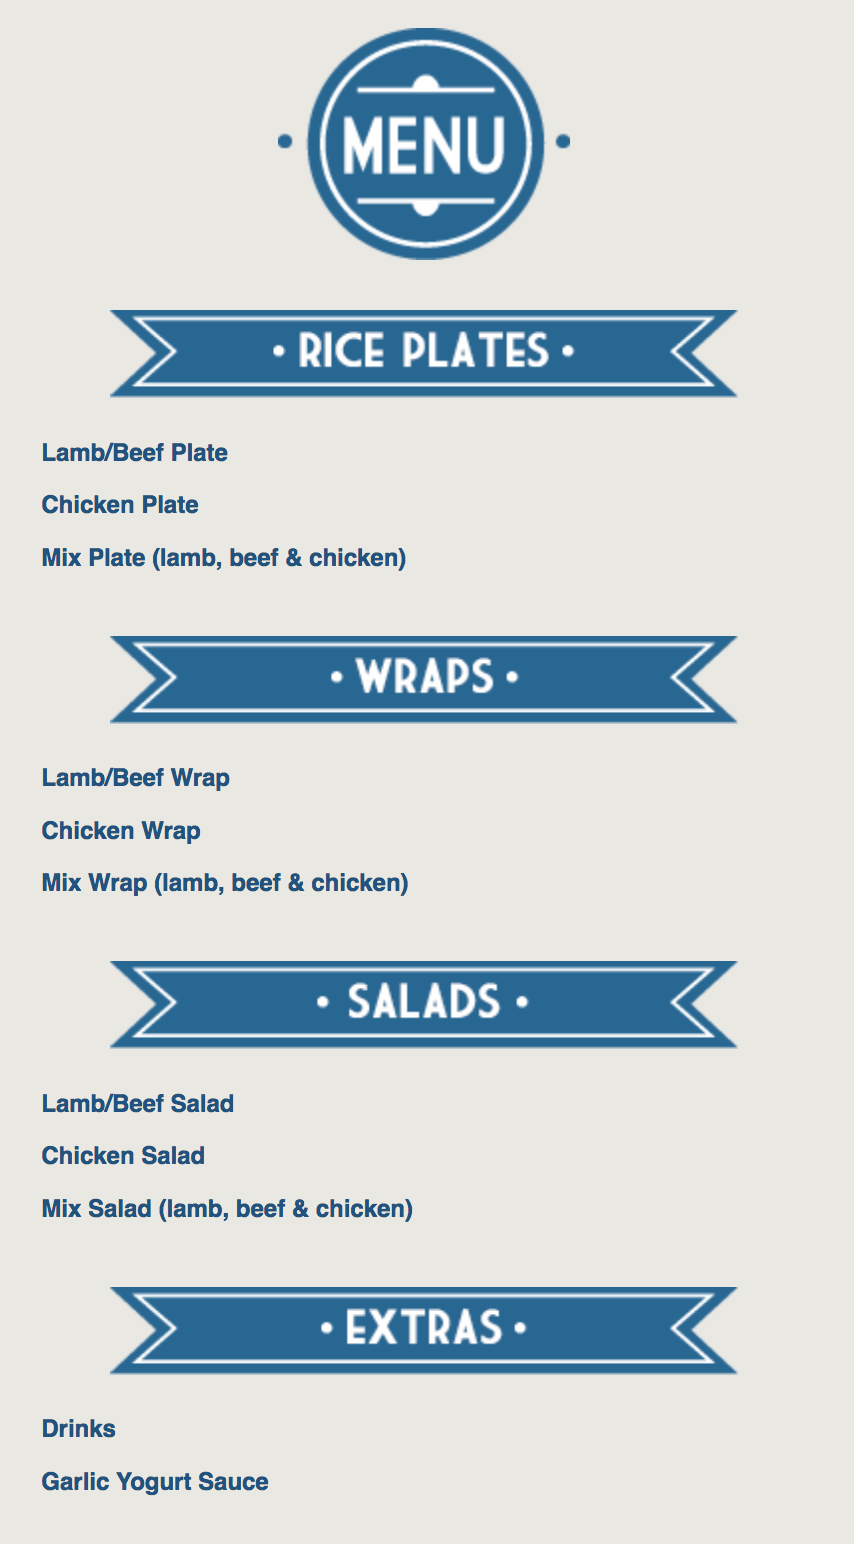 MENU
• RICE PLATES •
Lamb/Beef Plate
Chicken Plate
Mix Plate (lamb, beef & chicken)
• WRAPS •
Lamb/Beef Wrap
Chicken Wrap
Mix Wrap (lamb, beef & chicken)
• SALADS •
Lamb/Beef Salad
Chicken Salad
Mix Salad (lamb, beef & chicken)
• EXTRAS •
Drinks
Garlic Yogurt Sauce